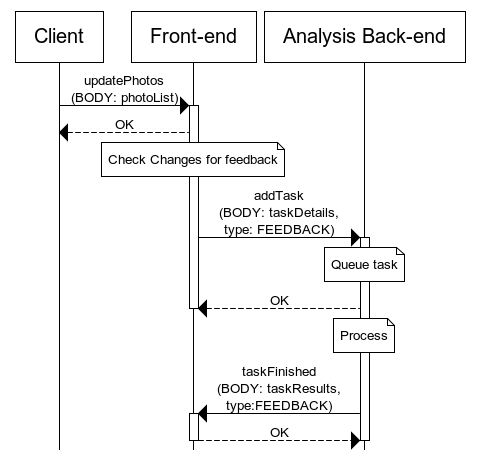 Client
Front-end
Analysis Back-end
updatePhotos
(BODY: photoList)
OK
Check Changes for feedback
addTask
(BODY: taskDetails,
type: FEEDBACK)
Queue task
OK
Process
taskFinished
(BODY: taskResults,
type:FEEDBACK)
OK